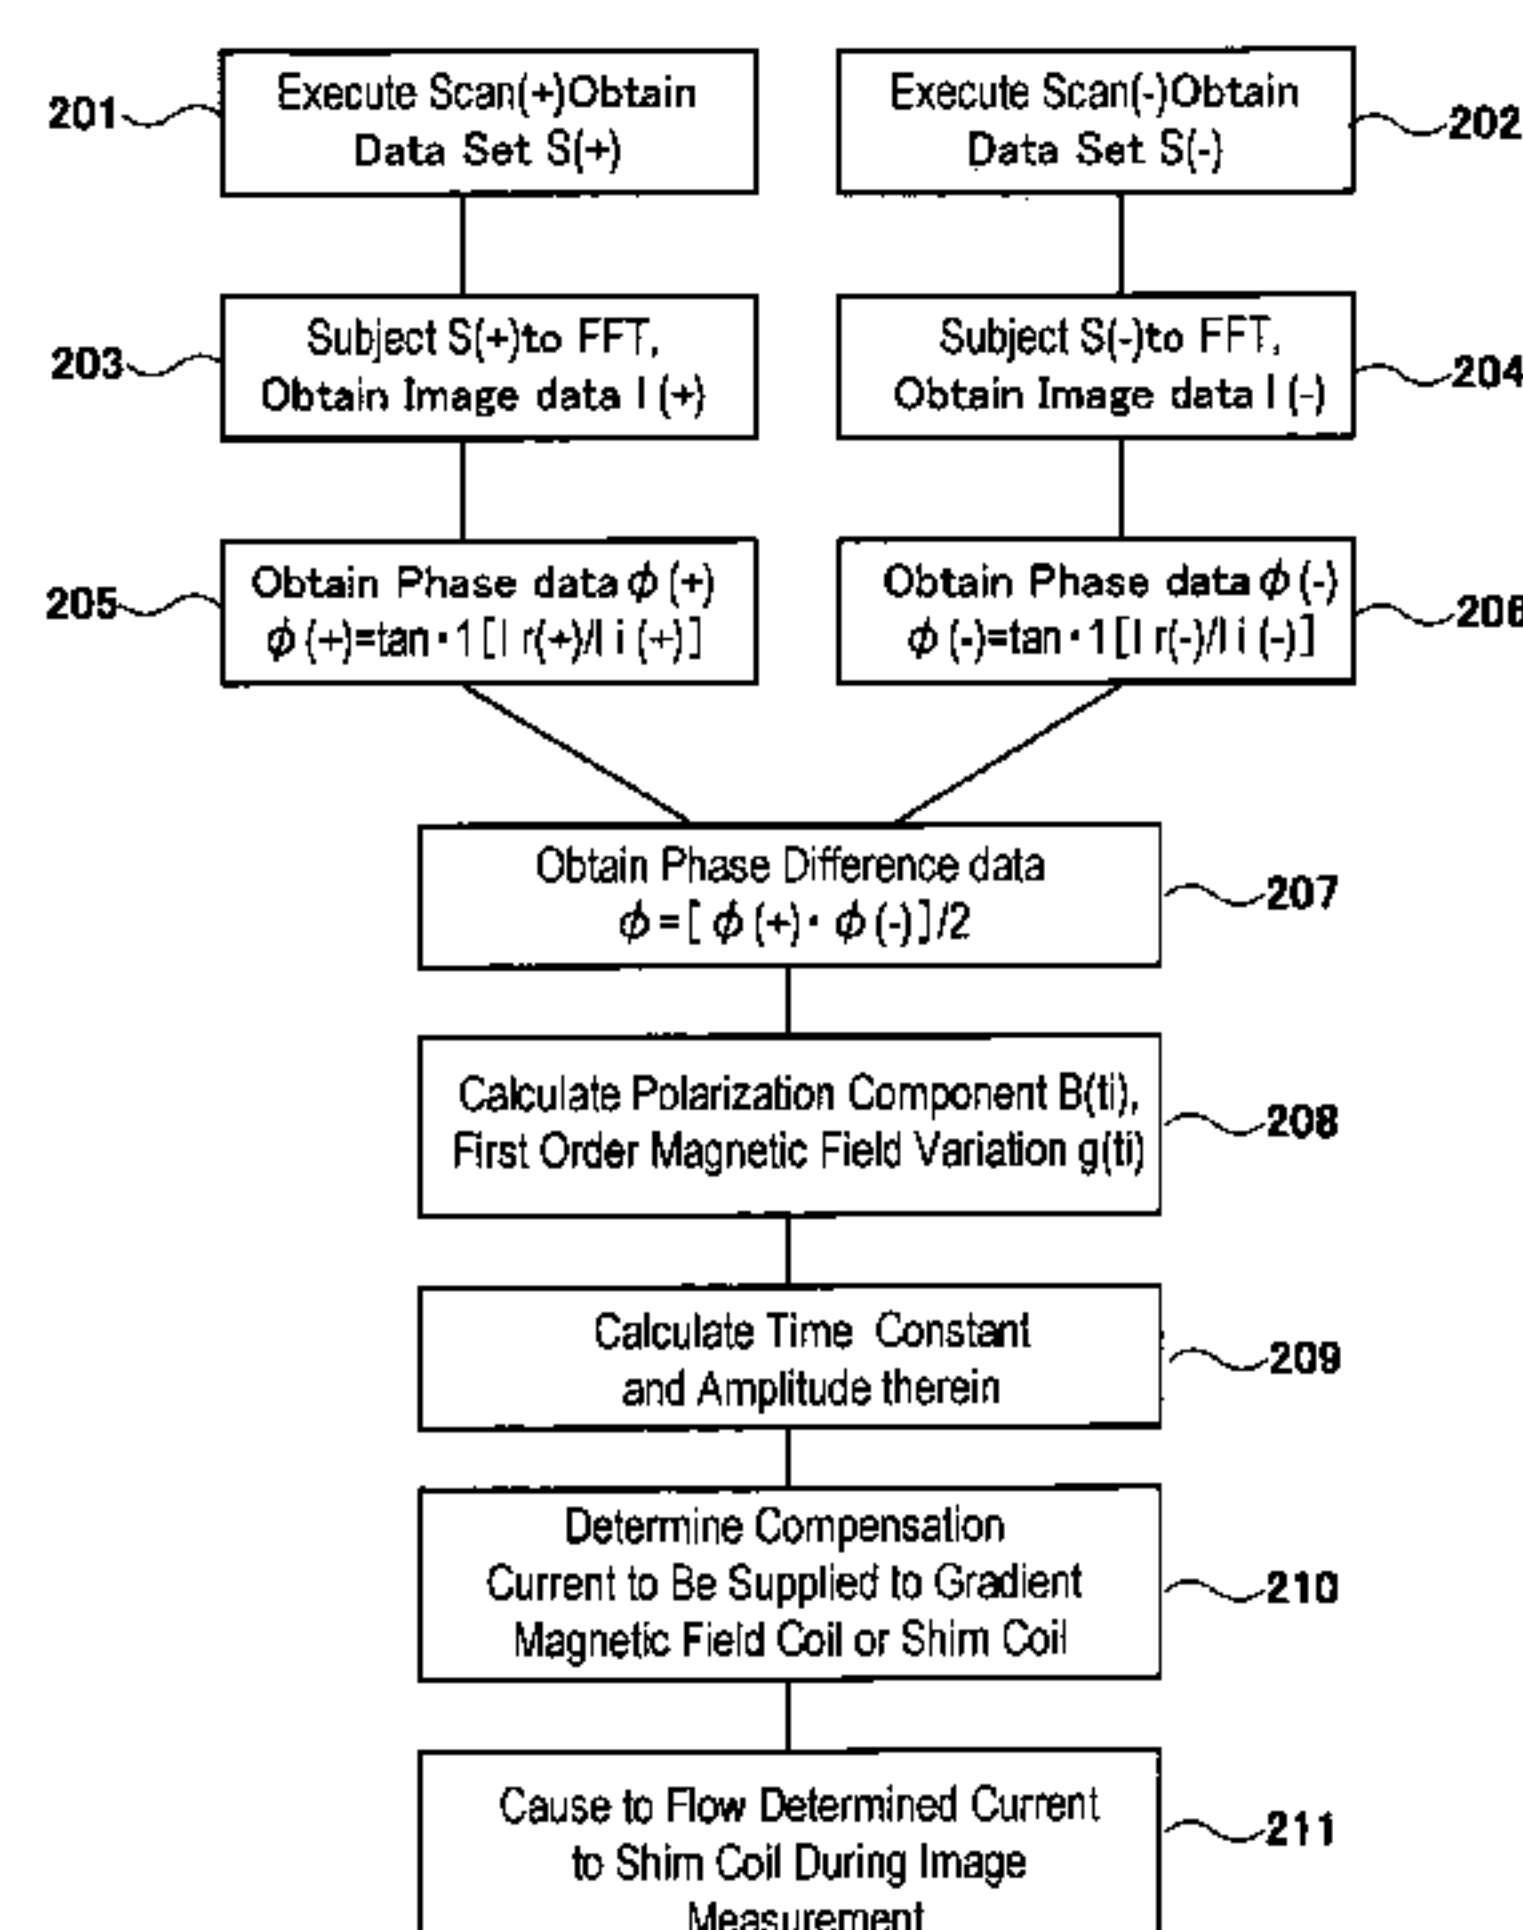 201
Execute Scan(+)Obtain
Data Set S(+)
Execute Scan(-)Obtain
Data Set S(-)
202
203
Subject S(+)to FFT,
Obtain Image data I (+)
Subject S(-)to FFT,
Obtain Image data I (-)
204
205
Obtain Phase data ϕ (+)
ϕ (+)=tan・1[I r(+)/I i (+)]
Obtain Phase data ϕ (-)
ϕ (-)=tan・1[I r(-)/I i (-)]
206
Obtain Phase Difference data
ϕ =[ ϕ (+)・ ϕ (-)]/2
207
Calculate Polarization Component B(ti),
First Order Magnetic Field Variation g(ti)
208
Calculate Time Constant
and Amplitude therein
209
Determine Compensation
Current to Be Supplied to Gradient
Magnetic Field Coil or Shim Coil
210
Cause to Flow Determined Current
to Shim Coil During Image
Measurement
211